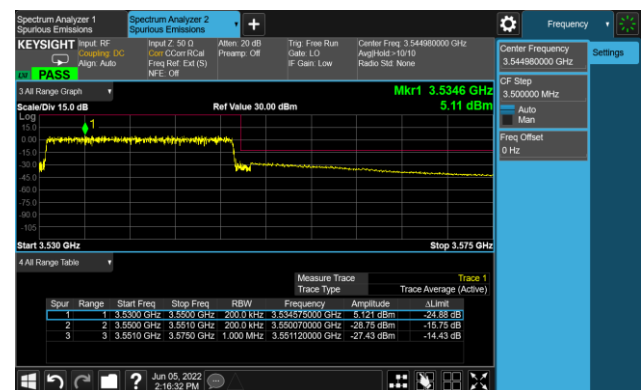 Spectrum Analyzer 1
Spurious Emissions
Spectrum Analyzer 2
Spurious Emissions
Frequency
KEYSIGHT
Input: RF
Coupling: DC
Align: Auto
Input Z: 50 Ω
Corr CCorr RCal
Freq Ref: Ext (S)
NFE: Off
Atten: 20 dB
Preamp: Off
Trig: Free Run
Gate: LO
IF Gain: Low
Center Freq: 3.544980000 GHz
Avg|Hold:>10/10
Radio Std: None
PASS
3 All Range Graph
Scale/Div 15.0 dB
Ref Value 30.00 dBm
Mkr1 3.5346 GHz
5.11 dBm
Log
15.0
0.00
-15.0
-30.0
-45.0
-60.0
-75.0
-90.0
-105
1
Start 3.530 GHz
Stop 3.575 GHz
4 All Range Table
Measure Trace Trace 1
Trace Type Trace Average (Active)
Spur Range Start Freq Stop Freq RBW Frequency Amplitude ΔLimit
1 1 3.5300 GHz 3.5500 GHz 200.0 kHz 3.534575000 GHz 5.121 dBm -24.88 dB
2 2 3.5500 GHz 3.5510 GHz 200.0 kHz 3.550070000 GHz -28.75 dBm -15.75 dB
3 3 3.5510 GHz 3.5750 GHz 1.000 MHz 3.551120000 GHz -27.43 dBm -14.43 dB
Center Frequency
3.544980000 GHz
Settings
CF Step
3.500000 MHz
Auto
Man
Freq Offset
0 Hz
Jun 05, 2022
2:16:32 PM